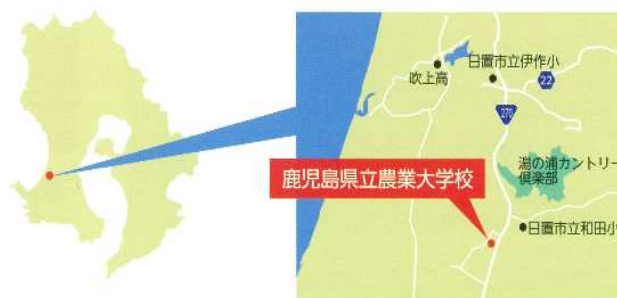 日置市立伊作小
吹上高
22
270
湯の浦カントリー
倶楽部
鹿児島県立農業大学校
日置市立和田小